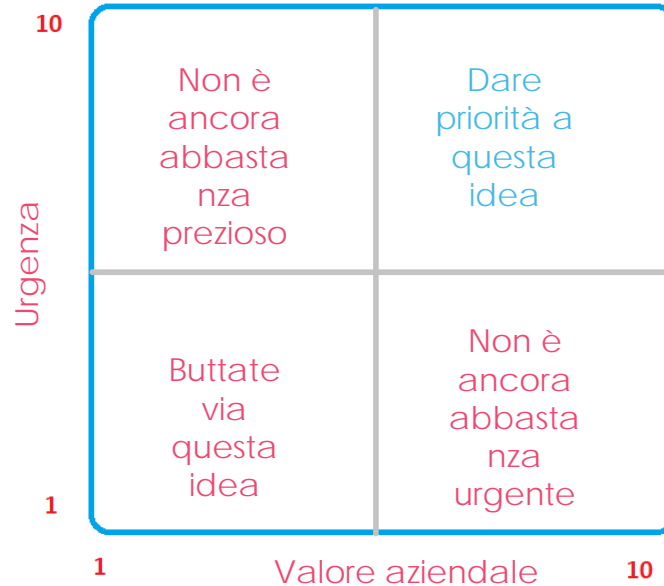 10
Non è
ancora
abbasta
nza
prezioso
Dare
priorità a
questa
idea
Urgenza
Buttate
via
questa
idea
Non è
ancora
abbasta
nza
urgente
1
1
Valore aziendale
10